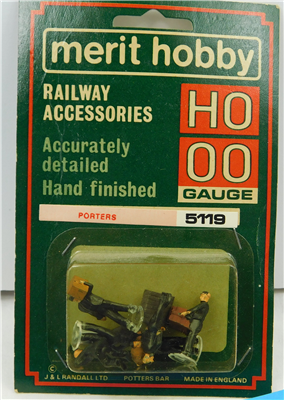 merit hobby
RAILWAY
ACCESSORIES
HO
Accurately
detailed
Hand finished
OO
GAUGE
PORTERS 5119
© J & L RANDALL LTD POTTERS BAR MADE IN ENGLAND